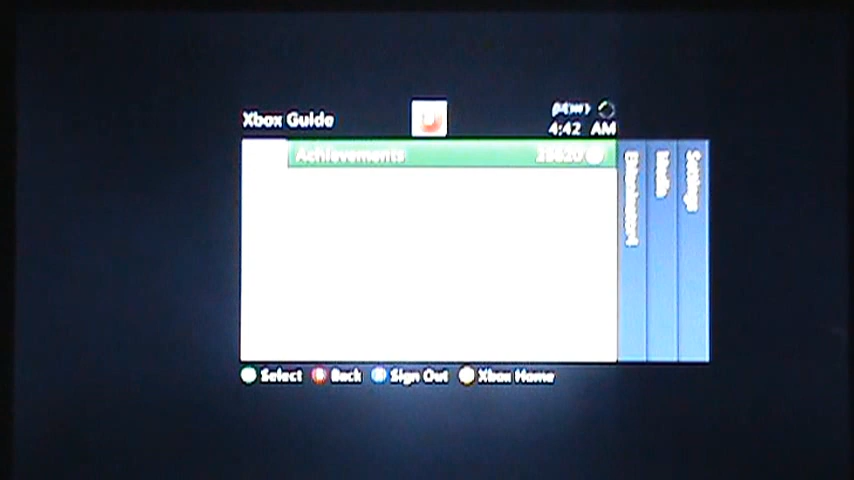 Xbox Guide
4:42 AM
Achievements
Media
Settings
Select B Back Sign Out Xbox Home